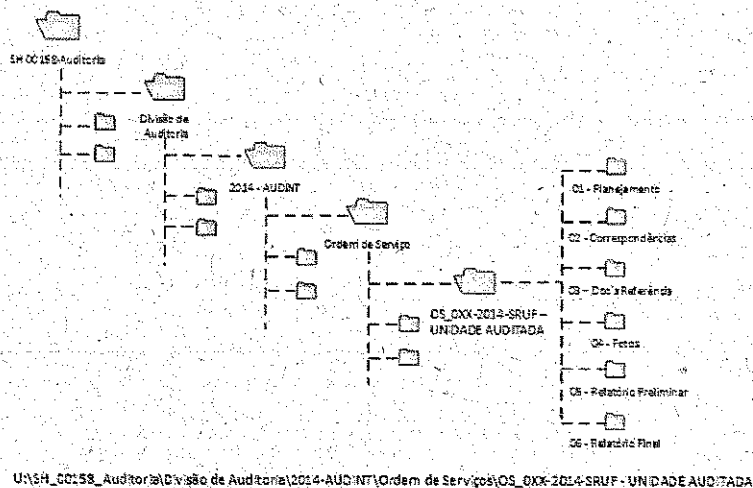 SH 00158-Auditoria
Divisão de
Auditoria
2014 - AUDINT
Ordem de Serviço
OS_0XX-2014-SRUF –
UNIDADE AUDITADA
01 - Planejamento
02 - Correspondências
03 – Doc's Referência
04 - Fotos
05 - Relatório Preliminar
06 - Relatório Final
U:\SH_00158_Auditoria\Divisão de Auditoria\2014-AUDINT\Ordem de Serviços\OS_0XX-2014-SRUF - UNIDADE AUDITADA